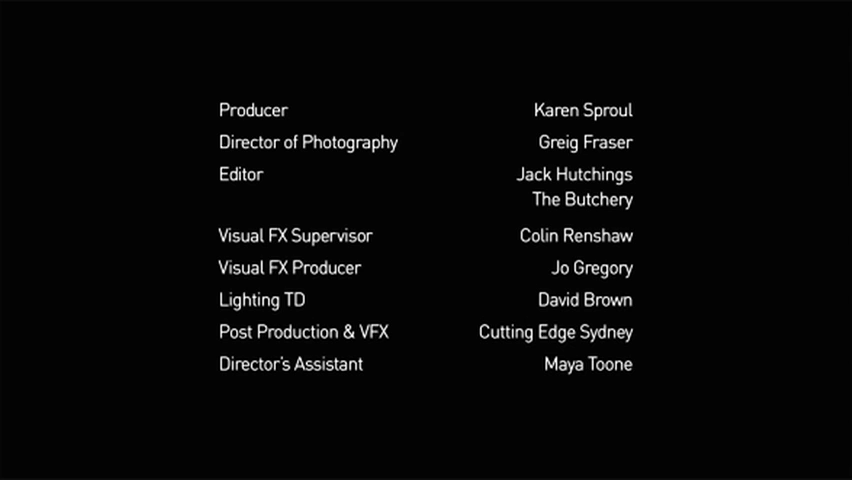 Producer Karen Sproul
Director of Photography Greig Fraser
Editor Jack Hutchings
The Butchery
Visual FX Supervisor Colin Renshaw
Visual FX Producer Jo Gregory
Lighting TD David Brown
Post Production & VFX Cutting Edge Sydney
Director's Assistant Maya Toone